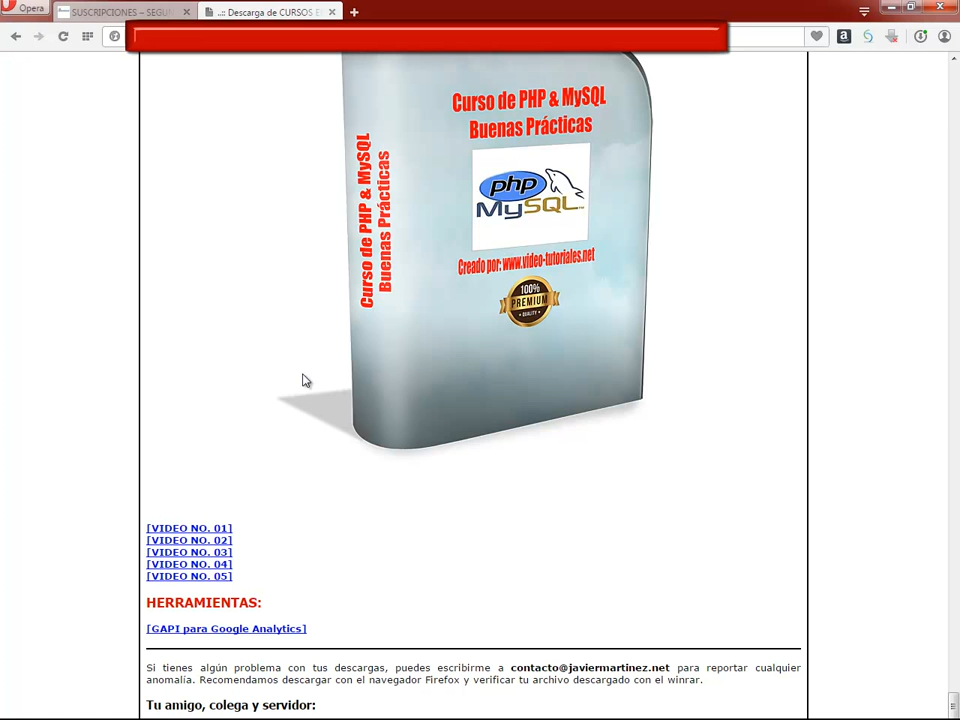 Opera
SUSCRIPCIONES – SEGU
..:: Descarga de CURSOS E
Curso de PHP & MySQL
Buenas Prácticas
Curso de PHP & MySQL
Buenas Prácticas
php
MySQL
Creado por: www.video-tutoriales.net
100%
PREMIUM
QUALITY
[VIDEO NO. 01]
[VIDEO NO. 02]
[VIDEO NO. 03]
[VIDEO NO. 04]
[VIDEO NO. 05]
HERRAMIENTAS:
[GAPI para Google Analytics]
Si tienes algún problema con tus descargas, puedes escribirme a contacto@javiermartinez.net para reportar cualquier
anomalía. Recomendamos descargar con el navegador Firefox y verificar tu archivo descargado con el winrar.
Tu amigo, colega y servidor: